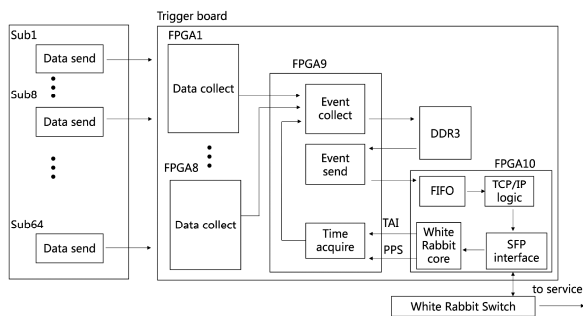 Trigger board
Sub1
Data send
Sub8
Data send
Sub64
Data send
FPGA1
Data collect
FPGA8
Data collect
FPGA9
Event
collect
Event
send
Time
acquire
DDR3
FPGA10
FIFO
TCP/IP
logic
TAI
PPS
White
Rabbit
core
SFP
interface
to service
White Rabbit Switch